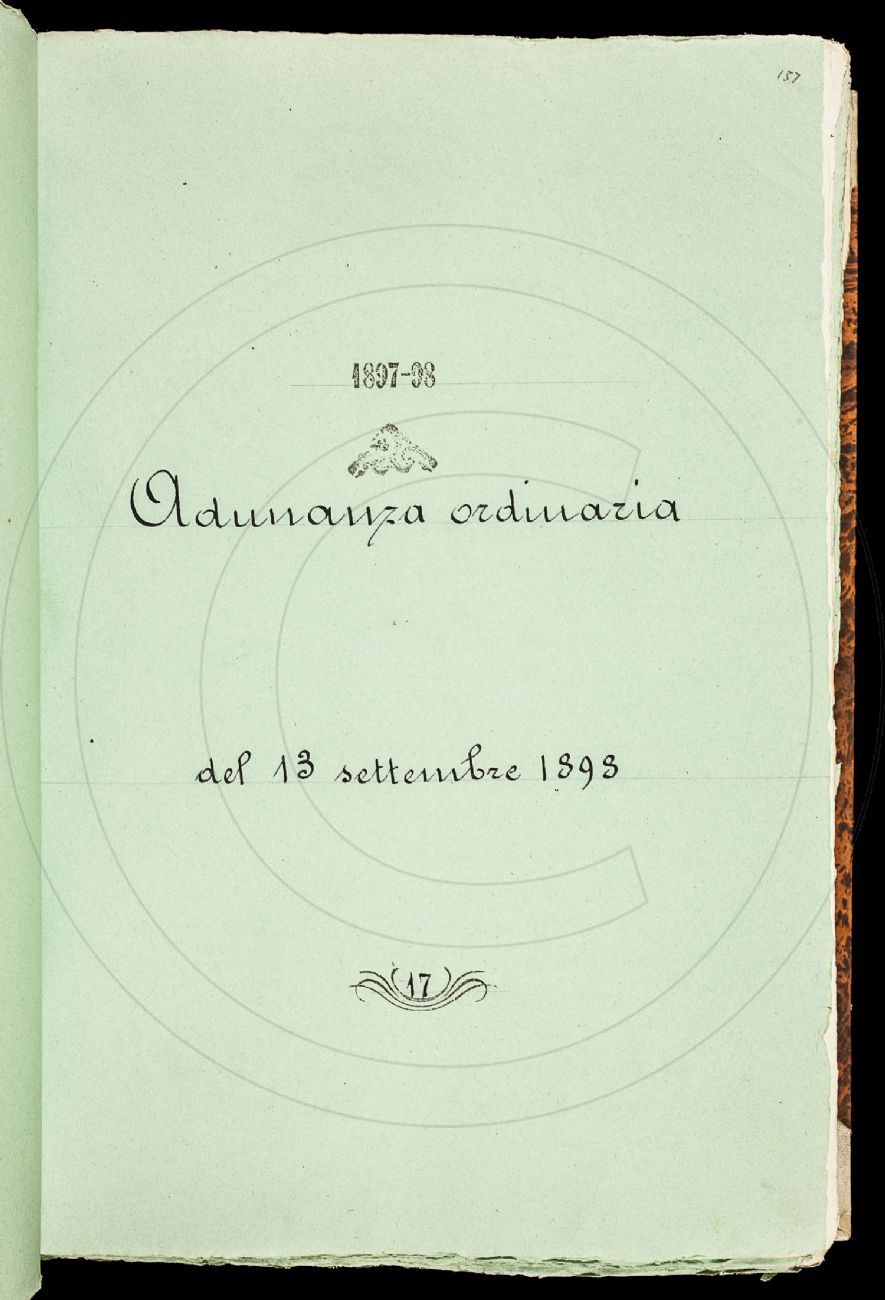 157
1897-98
Adunanza ordinaria
del 13 settembre 1898
17